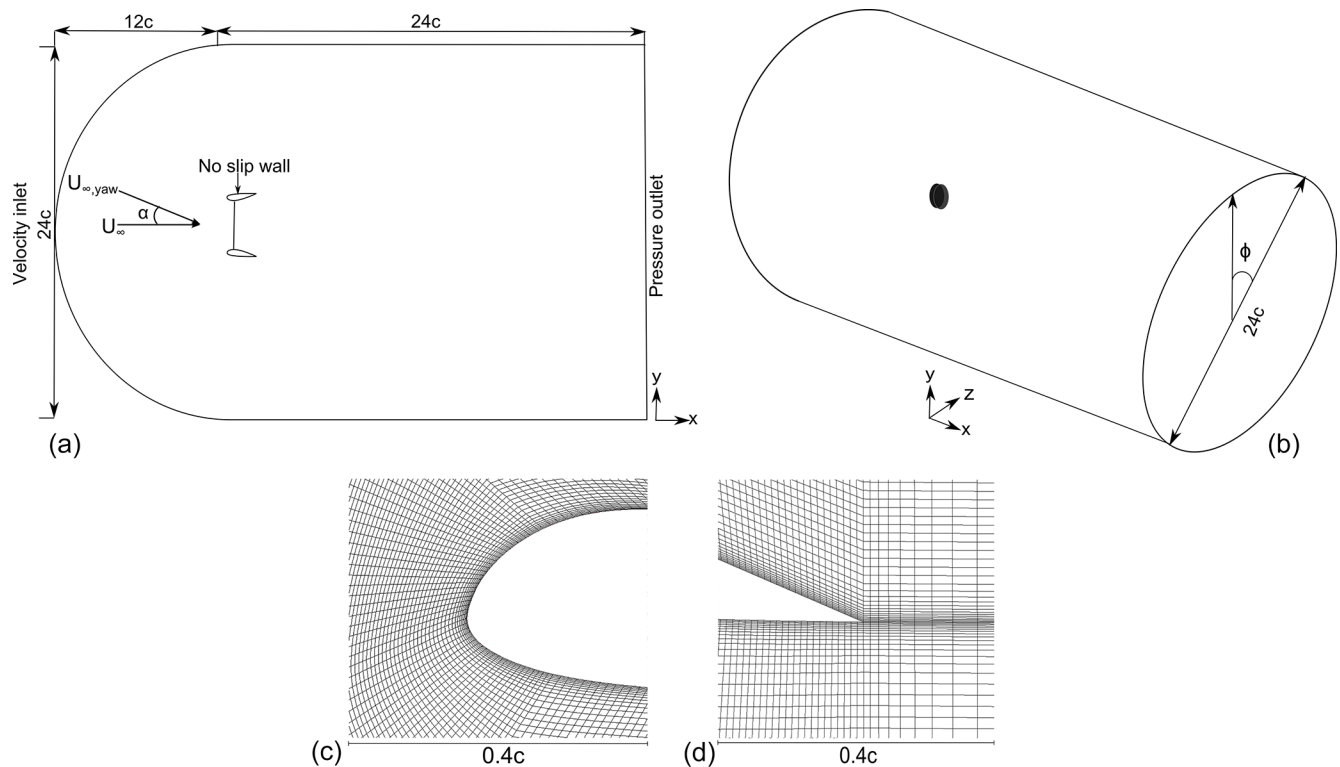 12c
24c
No slip wall
U∞,yaw
α
U∞
Velocity inlet
24c
Pressure outlet
y
x
(a)
ϕ
24c
y
z
x
(b)
(c)
0.4c
(d)
0.4c